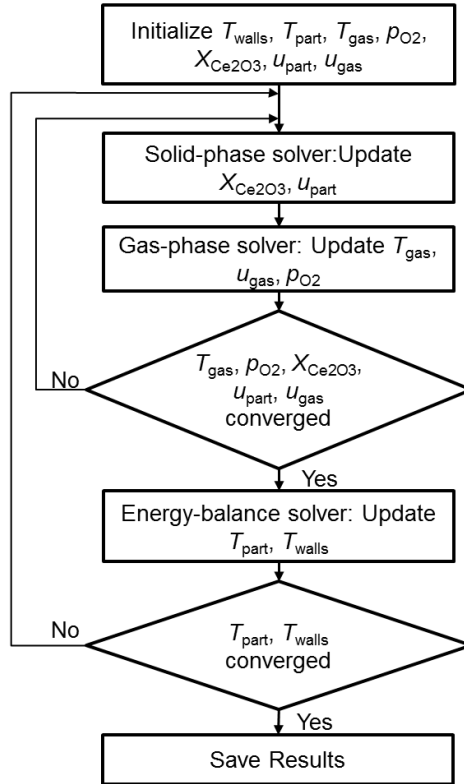 Initialize T_walls, T_part, T_gas, p_O2,
X_Ce2O3, u_part, u_gas
Solid-phase solver:Update
X_Ce2O3, u_part
Gas-phase solver: Update T_gas,
u_gas, p_O2
T_gas, p_O2, X_Ce2O3,
u_part, u_gas
converged
No
Yes
Energy-balance solver: Update
T_part, T_walls
T_part, T_walls
converged
No
Yes
Save Results